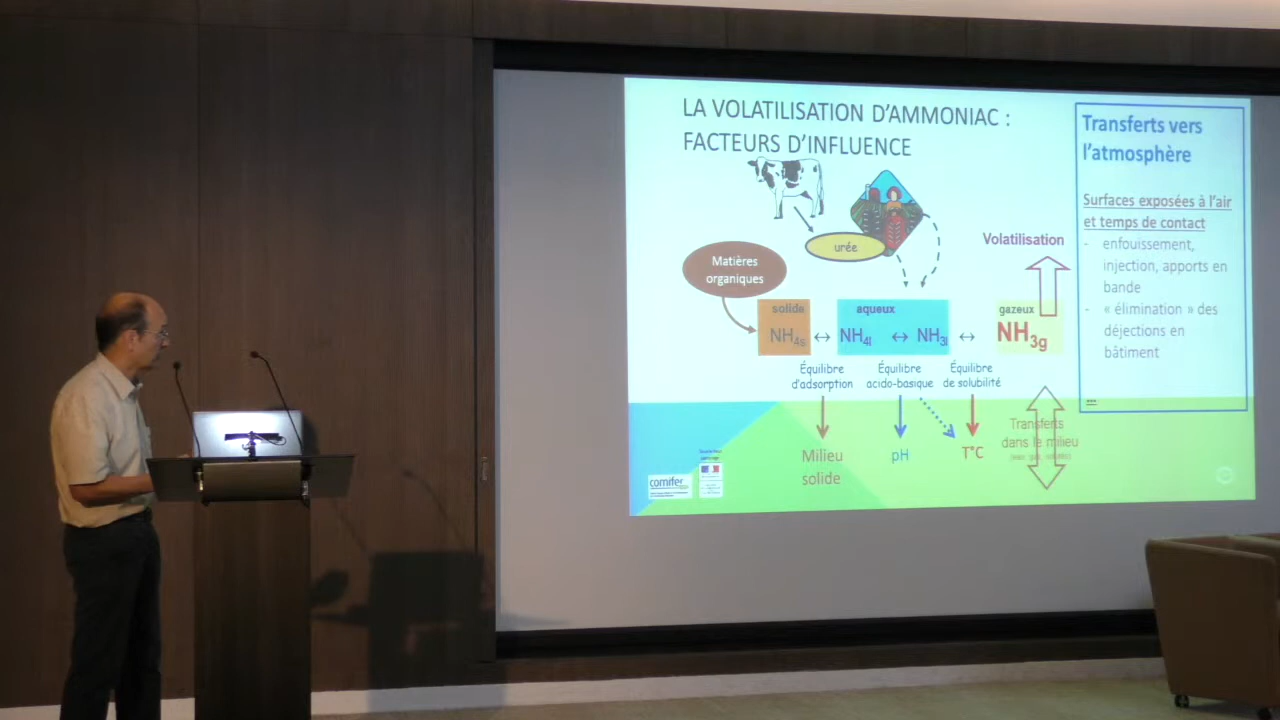 LA VOLATILISATION D'AMMONIAC :
FACTEURS D'INFLUENCE
Transferts vers
l'atmosphère
Surfaces exposées à l'air
et temps de contact
- enfouissement,
injection, apports en
bande
- « élimination » des
déjections en
bâtiment
...
urée
Matières
organiques
Volatilisation
solide
aqueux
gazeux
NH4s ↔ NH4l ↔ NH3l ↔ NH3g
Équilibre
d'adsorption
Équilibre
acido-basique
Équilibre
de solubilité
Milieu
solide
pH
T°C
Transferts
dans le milieu
comifer